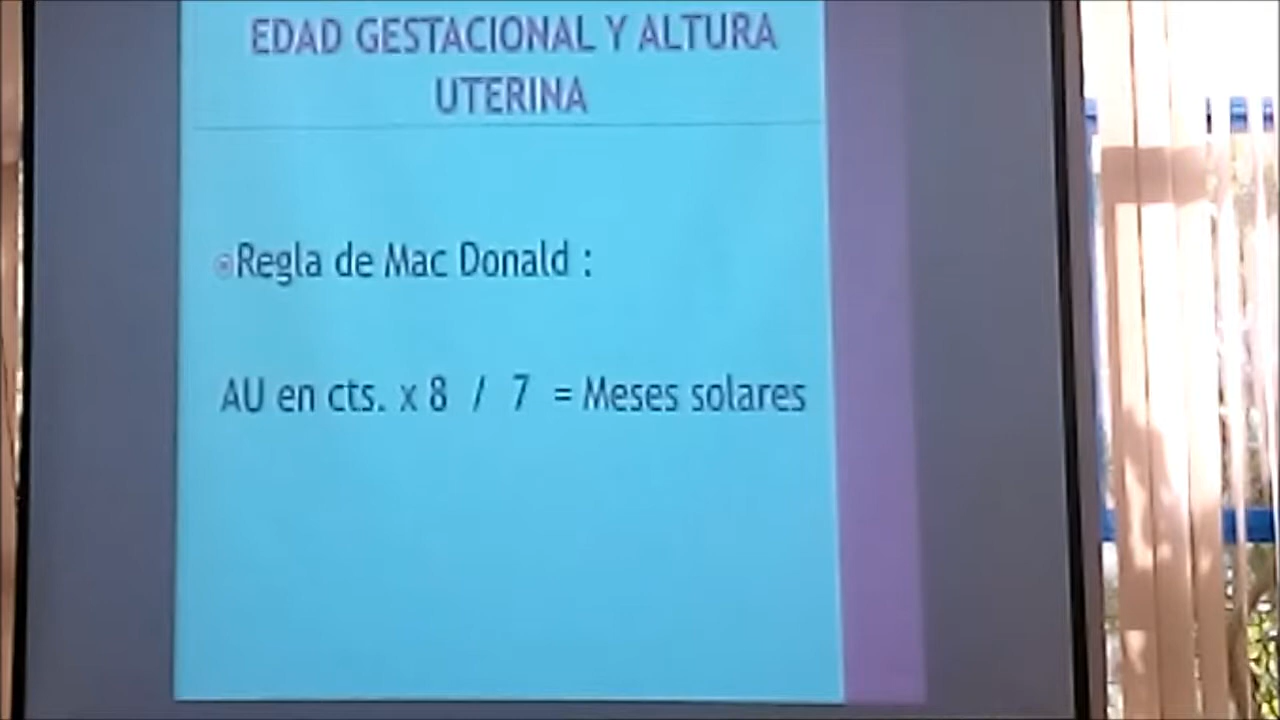 EDAD GESTACIONAL Y ALTURA
UTERINA
Regla de Mac Donald :
AU en cts. x 8 / 7 = Meses solares